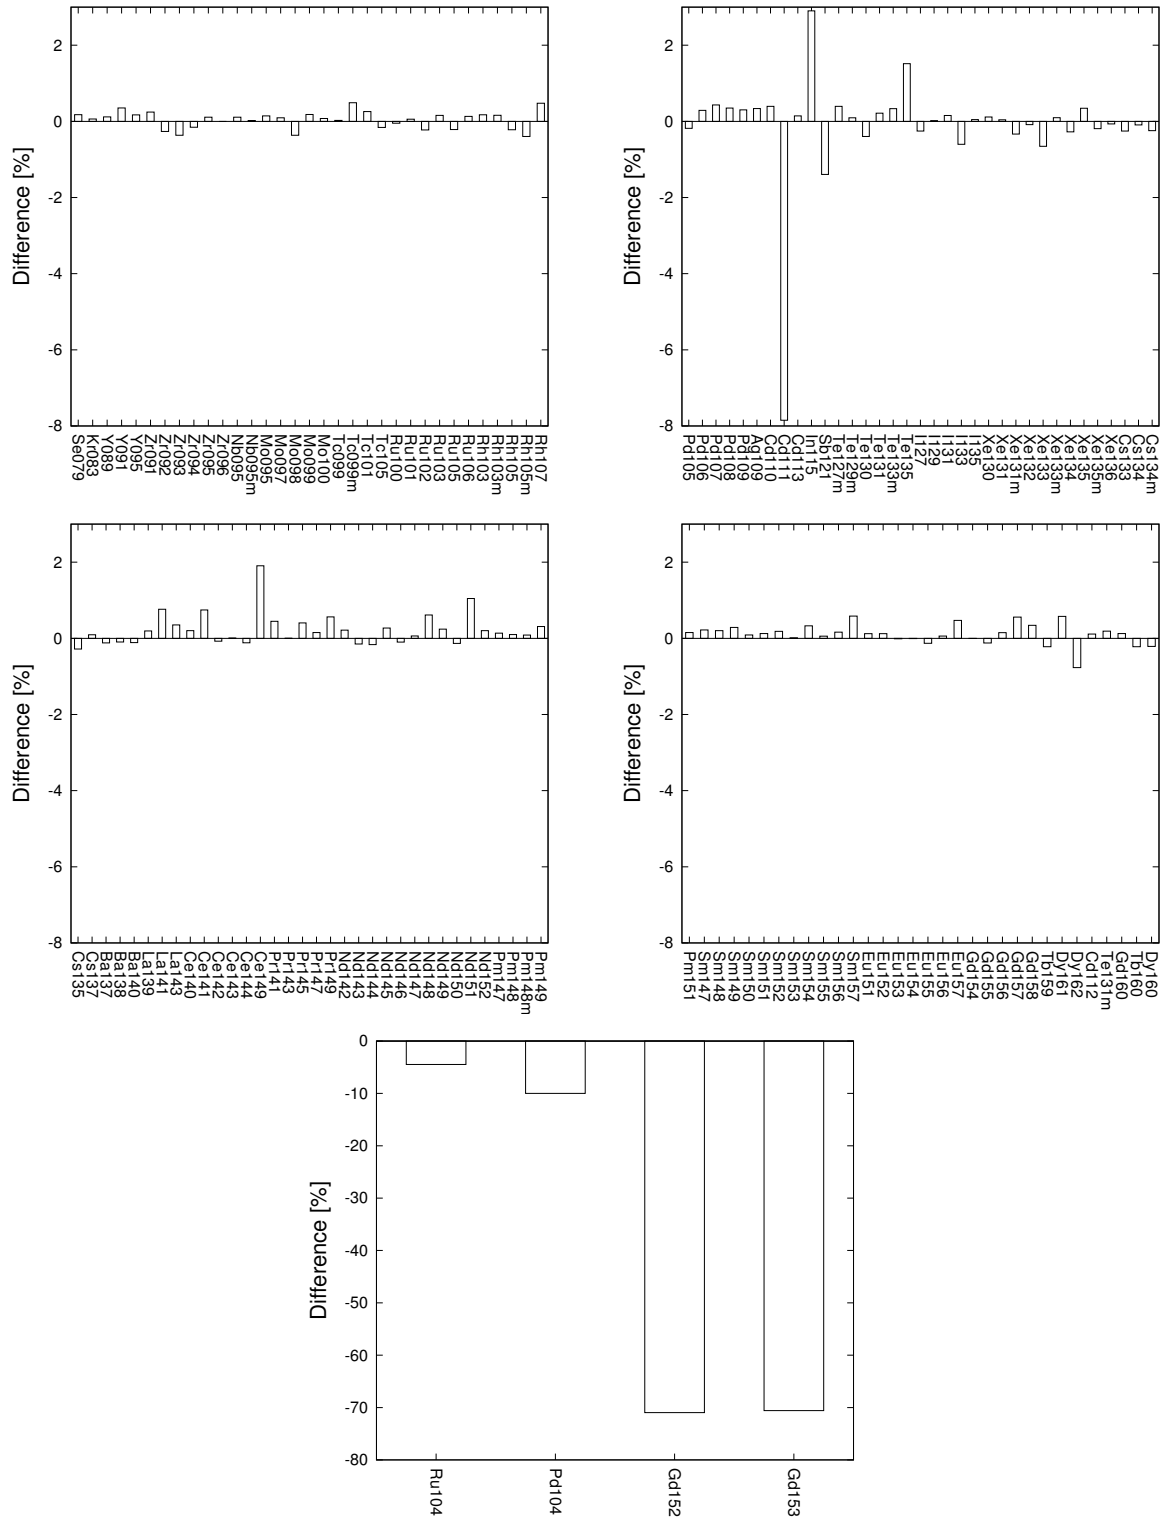 2
0
-2
-4
-6
-8
Difference [%]
Se079
Kr083
Y089
Y091
Y095
Zr091
Zr092
Zr093
Zr094
Zr095
Zr096
Nb095
Nb095m
Mo095
Mo097
Mo098
Mo099
Mo100
Tc099
Tc099m
Tc101
Tc105
Ru100
Ru101
Ru102
Ru103
Ru105
Ru106
Rh103
Rh103m
Rh105
Rh105m
Rh107
2
0
-2
-4
-6
-8
Difference [%]
Pd105
Pd106
Pd107
Pd108
Pd109
Ag109
Cd110
Cd111
Cd113
In115
Sb121
Te127m
Te129m
Te130
Te131
Te133m
Te135
I127
I129
I131
I133
I135
Xe130
Xe131
Xe131m
Xe132
Xe133
Xe133m
Xe134
Xe135
Xe135m
Xe136
Cs133
Cs134
Cs134m
2
0
-2
-4
-6
-8
Difference [%]
Cs135
Cs137
Ba137
Ba138
Ba140
La139
La141
La143
Ce140
Ce141
Ce142
Ce143
Ce144
Ce149
Pr141
Pr143
Pr145
Pr147
Pr149
Nd142
Nd143
Nd144
Nd145
Nd146
Nd147
Nd148
Nd149
Nd150
Nd151
Nd152
Pm147
Pm148
Pm148m
Pm149
2
0
-2
-4
-6
-8
Difference [%]
Pm151
Sm147
Sm148
Sm149
Sm150
Sm151
Sm152
Sm153
Sm154
Sm155
Sm156
Sm157
Eu151
Eu152
Eu153
Eu154
Eu155
Eu156
Eu157
Gd154
Gd155
Gd156
Gd157
Gd158
Tb159
Dy161
Dy162
Cd112
Te131m
Gd160
Tb160
Dy160
0
-10
-20
-30
-40
-50
-60
-70
-80
Difference [%]
Ru104
Pd104
Gd152
Gd153